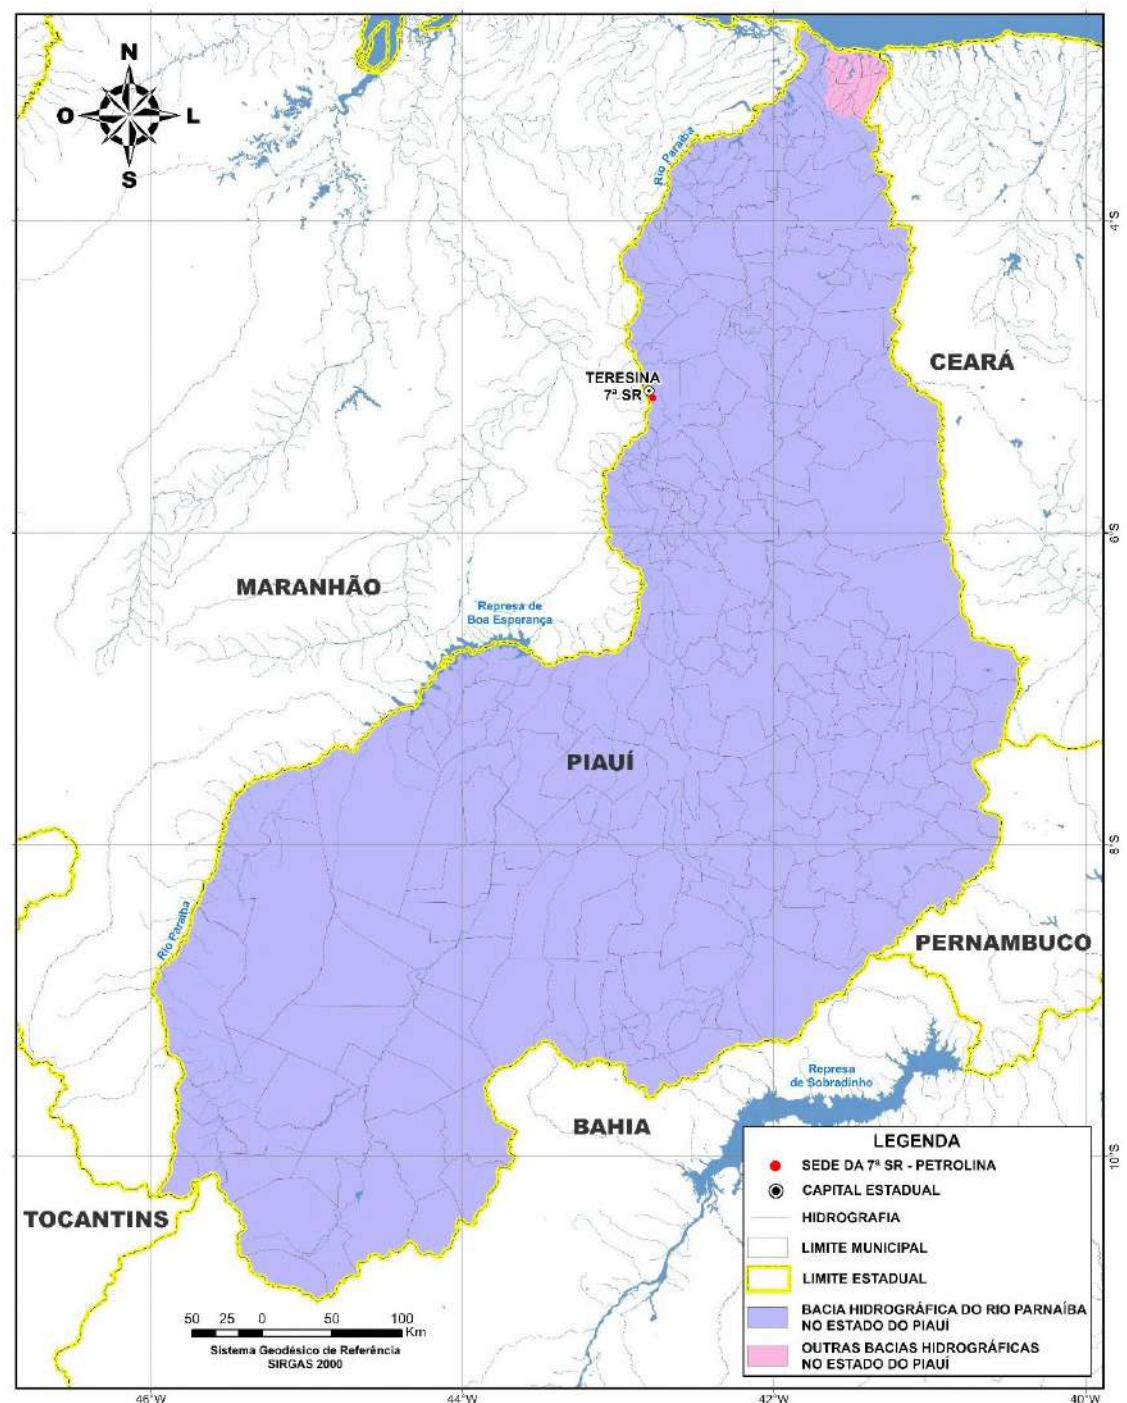 N
O
L
S
Rio Paraíba
4°S
CEARÁ
TERESINA
7ª SR
6°S
MARANHÃO
Represa de
Boa Esperança
PIAUÍ
8°S
Rio Paraíba
PERNAMBUCO
Represa
de Sobradinho
BAHIA
10°S
TOCANTINS
LEGENDA
SEDE DA 7ª SR - PETROLINA
CAPITAL ESTADUAL
HIDROGRAFIA
LIMITE MUNICIPAL
LIMITE ESTADUAL
BACIA HIDROGRÁFICA DO RIO PARNAÍBA
NO ESTADO DO PIAUÍ
OUTRAS BACIAS HIDROGRÁFICAS
NO ESTADO DO PIAUÍ
50 25 0 50 100
Km
Sistema Geodésico de Referência
SIRGAS 2000
46°W 44°W 42°W 40°W